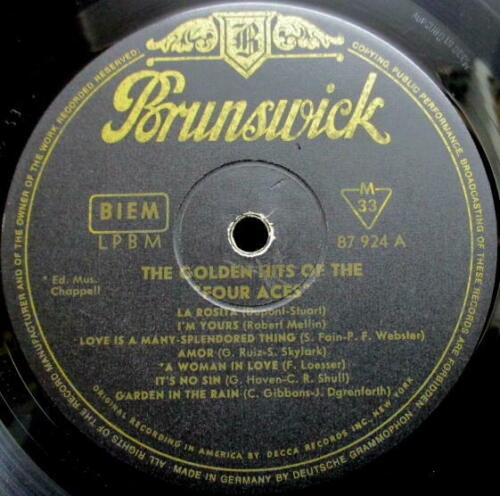 B
Brunswick
BIEM
LPBM
M
33
87 924 A
* Ed. Mus.
Chappell
THE GOLDEN HITS OF THE
"FOUR ACES"
LA ROSITA (Dupont-Stuart)
I'M YOURS (Robert Mellin)
LOVE IS A MANY-SPLENDORED THING (S. Fain-P. F. Webster)
AMOR (G. Ruiz-S. Skylark)
*A WOMAN IN LOVE (F. Loesser)
IT'S NO SIN (G. Haven-C. R. Shull)
GARDEN IN THE RAIN (C. Gibbons-J. Dgrenforth)
ORIGINAL RECORDING IS AMERICA BY DECCA RECORDS INC., NEW YORK
ALL RIGHTS OF THE RECORD MANUFACTURER AND OF THE OWNER OF THE WORK RECORDED RESERVED.
COPYING, PUBLIC PERFORMANCE, BROADCASTING OF THESE RECORDS ARE FORBIDDEN.
MADE IN GERMANY BY DEUTSCHE GRAMMOPHON